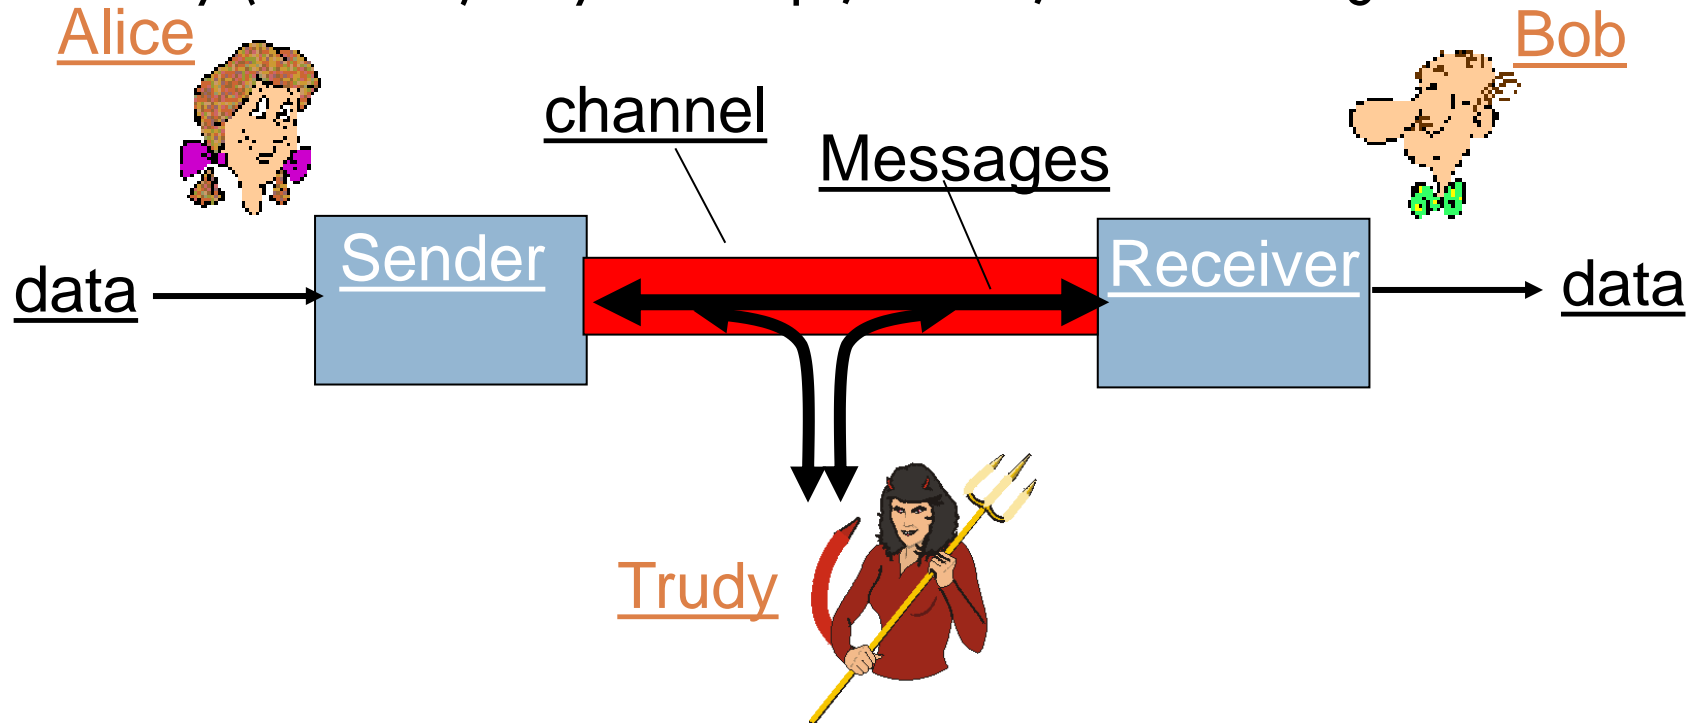 Alice
Bob
channel
Messages
Sender
Receiver
data
data
Trudy